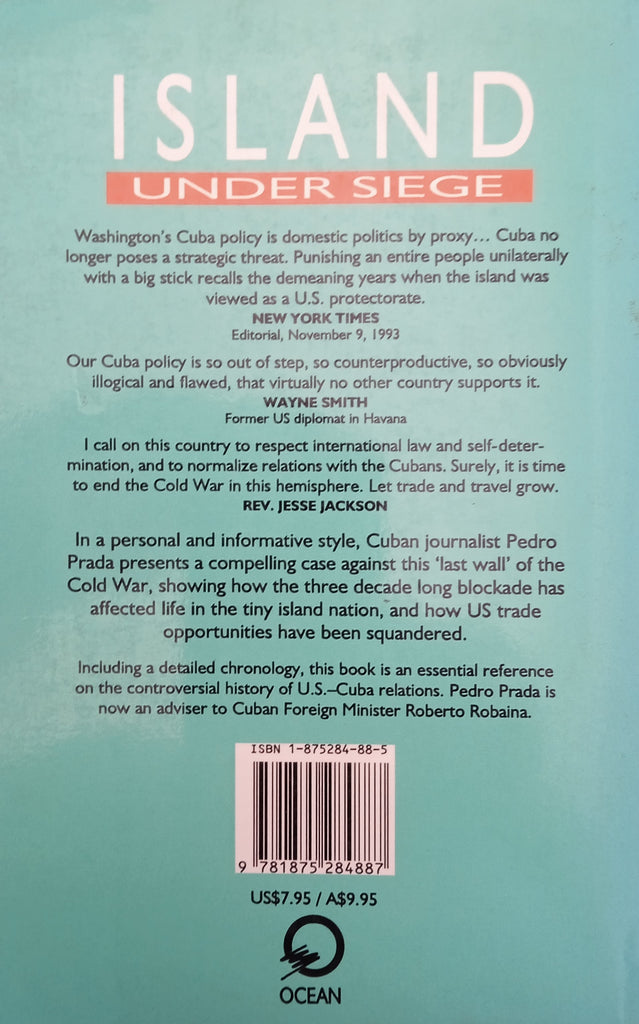 ISLAND
UNDER SIEGE
Washington's Cuba policy is domestic politics by proxy... Cuba no
longer poses a strategic threat. Punishing an entire people unilaterally
with a big stick recalls the demeaning years when the island was
viewed as a U.S. protectorate.
NEW YORK TIMES
Editorial, November 9, 1993
Our Cuba policy is so out of step, so counterproductive, so obviously
illogical and flawed, that virtually no other country supports it.
WAYNE SMITH
Former US diplomat in Havana
I call on this country to respect international law and self-deter-
mination, and to normalize relations with the Cubans. Surely, it is time
to end the Cold War in this hemisphere. Let trade and travel grow.
REV. JESSE JACKSON
In a personal and informative style, Cuban journalist Pedro
Prada presents a compelling case against this 'last wall' of the
Cold War, showing how the three decade long blockade has
affected life in the tiny island nation, and how US trade
opportunities have been squandered.
Including a detailed chronology, this book is an essential reference
on the controversial history of U.S.–Cuba relations. Pedro Prada is
now an adviser to Cuban Foreign Minister Roberto Robaina.
ISBN 1-875284-88-5
9 781875 284887
US$7.95 / A$9.95
OCEAN